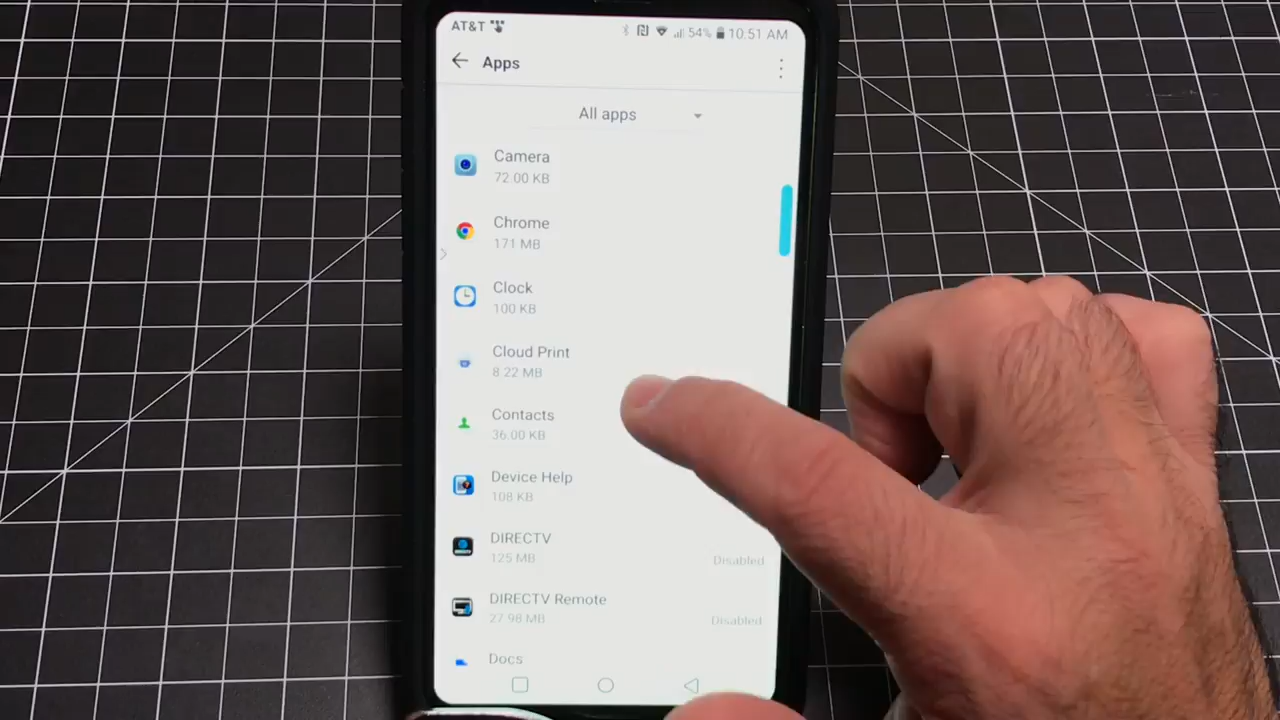 AT&T 54% 10.51 AM
Apps
All apps
Camera
72.00 KB
Chrome
171 MB
Clock
100 KB
Cloud Print
8.22 MB
Contacts
36.00 KB
Device Help
108 KB
DIRECTV
125 MB
Disabled
DIRECTV Remote
27.98 MB
Disabled
Docs